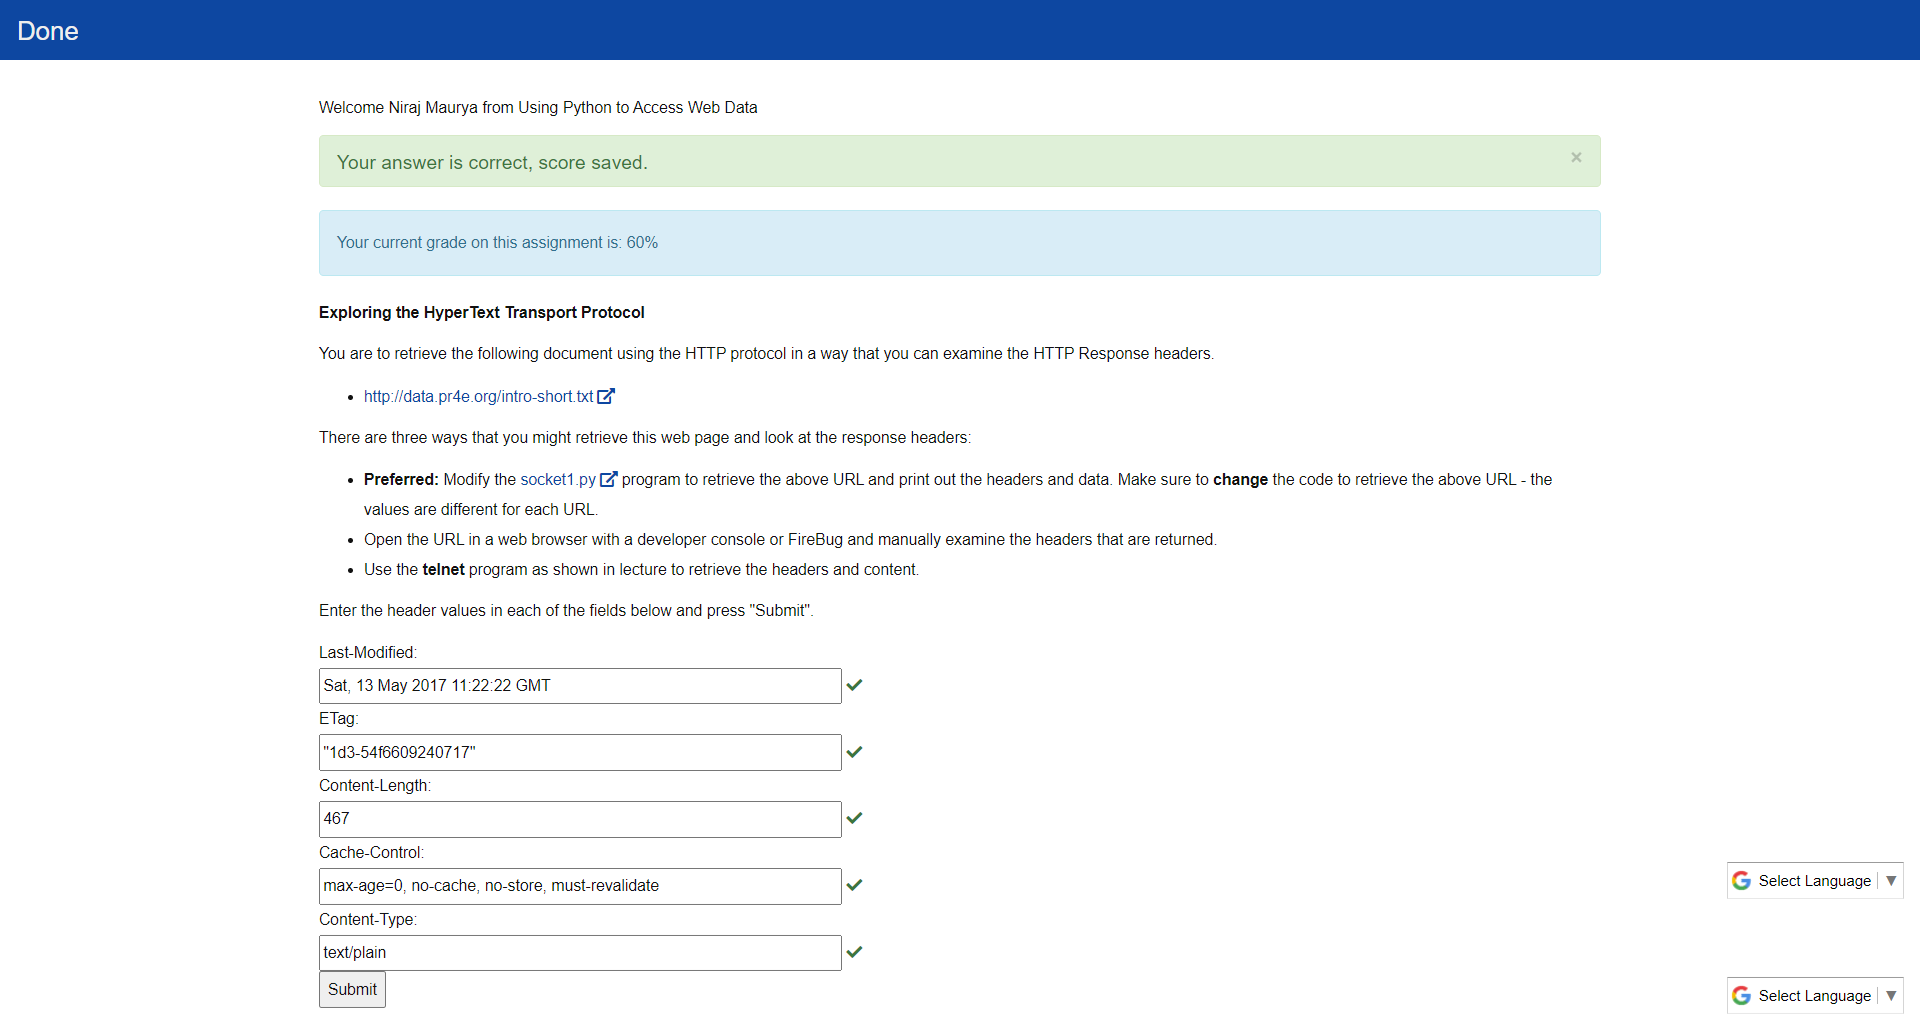 Done
Welcome Niraj Maurya from Using Python to Access Web Data
Your answer is correct, score saved.
×
Your current grade on this assignment is: 60%
Exploring the HyperText Transport Protocol
You are to retrieve the following document using the HTTP protocol in a way that you can examine the HTTP Response headers.
• http://data.pr4e.org/intro-short.txt
There are three ways that you might retrieve this web page and look at the response headers:
• Preferred: Modify the socket1.py program to retrieve the above URL and print out the headers and data. Make sure to change the code to retrieve the above URL - the
values are different for each URL.
• Open the URL in a web browser with a developer console or FireBug and manually examine the headers that are returned.
• Use the telnet program as shown in lecture to retrieve the headers and content.
Enter the header values in each of the fields below and press "Submit".
Last-Modified:
Sat, 13 May 2017 11:22:22 GMT
ETag:
"1d3-54f6609240717"
Content-Length:
467
Cache-Control:
max-age=0, no-cache, no-store, must-revalidate
Select Language ▼
Content-Type:
text/plain
Submit
Select Language ▼